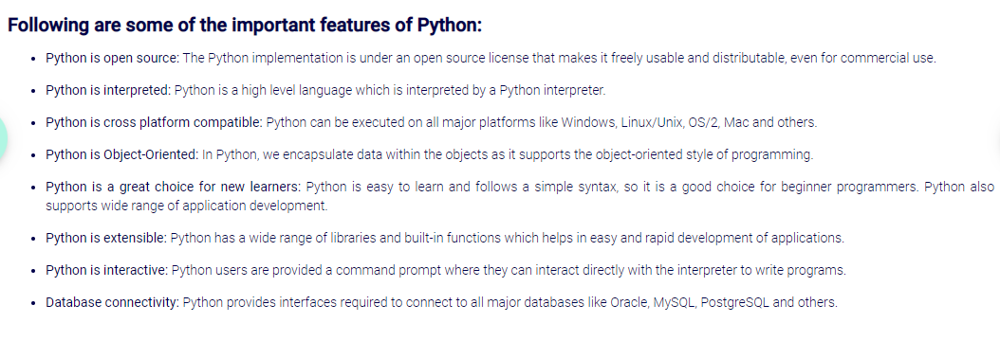 Following are some of the important features of Python:
• Python is open source: The Python implementation is under an open source license that makes it freely usable and distributable, even for commercial use.
• Python is interpreted: Python is a high level language which is interpreted by a Python interpreter.
• Python is cross platform compatible: Python can be executed on all major platforms like Windows, Linux/Unix, OS/2, Mac and others.
• Python is Object-Oriented: In Python, we encapsulate data within the objects as it supports the object-oriented style of programming.
• Python is a great choice for new learners: Python is easy to learn and follows a simple syntax, so it is a good choice for beginner programmers. Python also
supports wide range of application development.
• Python is extensible: Python has a wide range of libraries and built-in functions which helps in easy and rapid development of applications.
• Python is interactive: Python users are provided a command prompt where they can interact directly with the interpreter to write programs.
• Database connectivity: Python provides interfaces required to connect to all major databases like Oracle, MySQL, PostgreSQL and others.